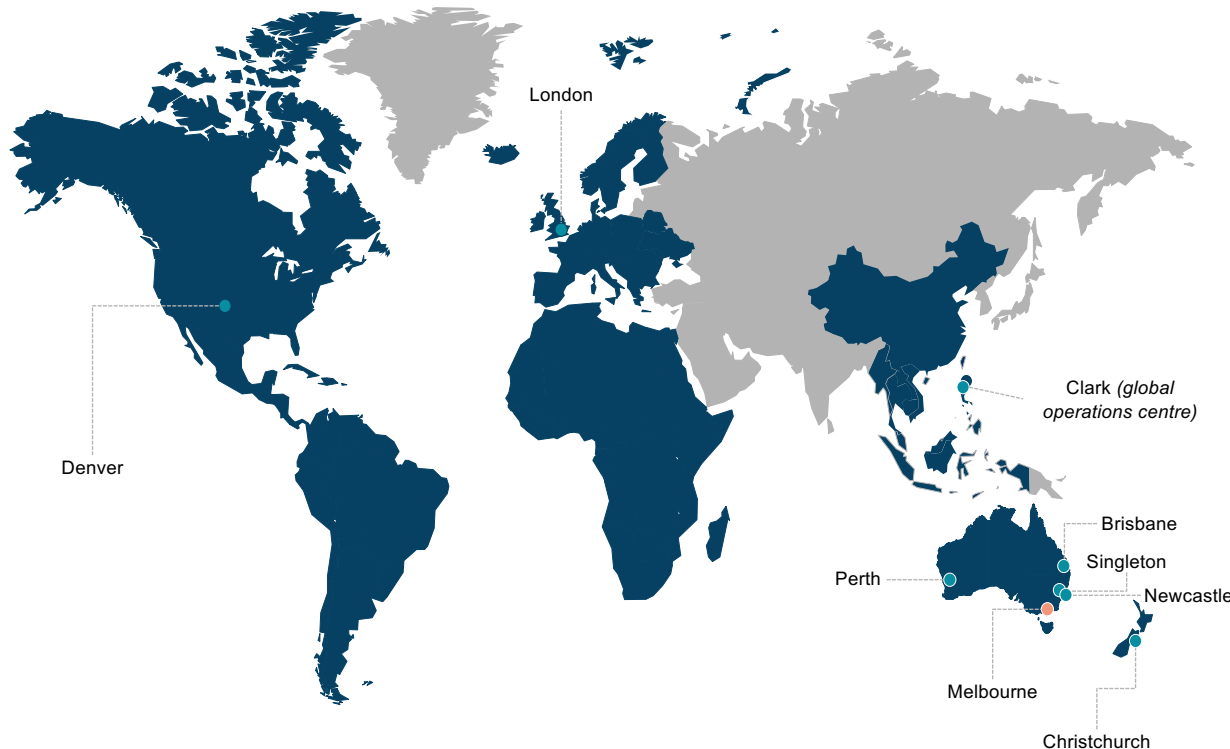 London
Denver
Clark (global
operations centre)
Brisbane
Singleton
Perth
Newcastle
Melbourne
Christchurch